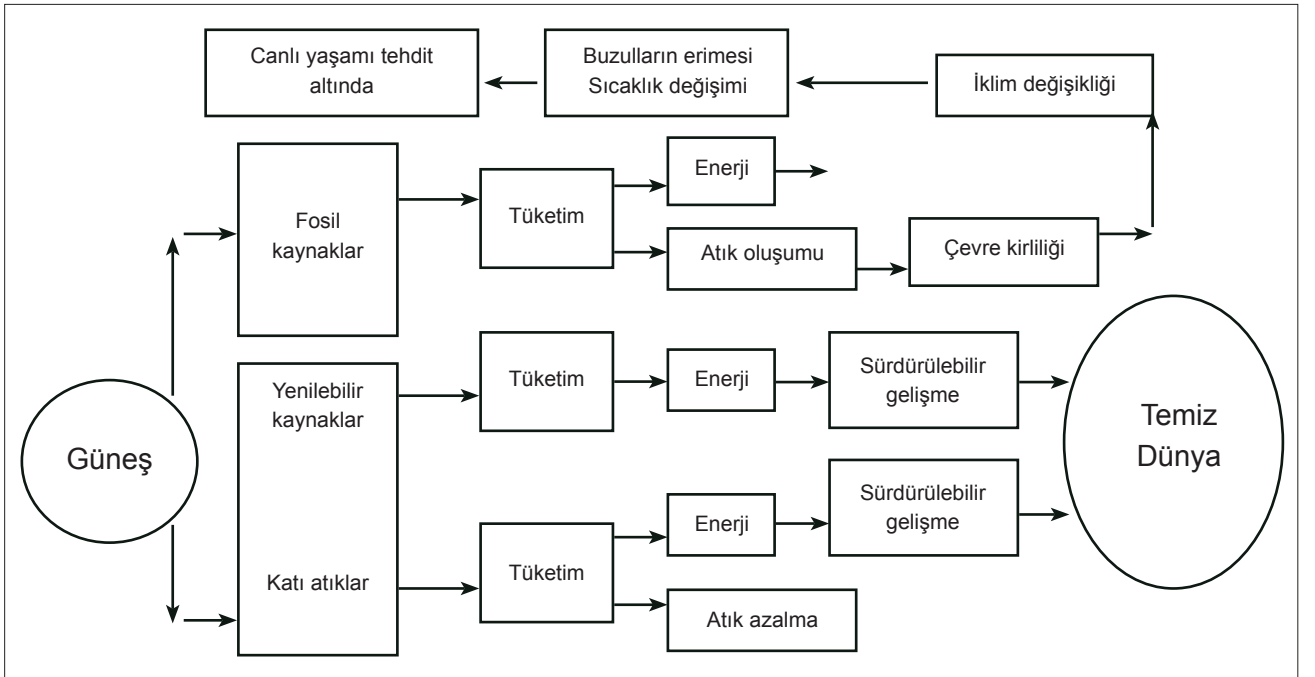 Canlı yaşamı tehdit
altında
Buzulların erimesi
Sıcaklık değişimi
İklim değişikliği
Fosil
kaynaklar
Tüketim
Enerji
Atık oluşumu
Çevre kirliliği
Güneş
Yenilebilir
kaynaklar
Tüketim
Enerji
Sürdürülebilir
gelişme
Katı atıklar
Tüketim
Enerji
Sürdürülebilir
gelişme
Atık azalma
Temiz
Dünya